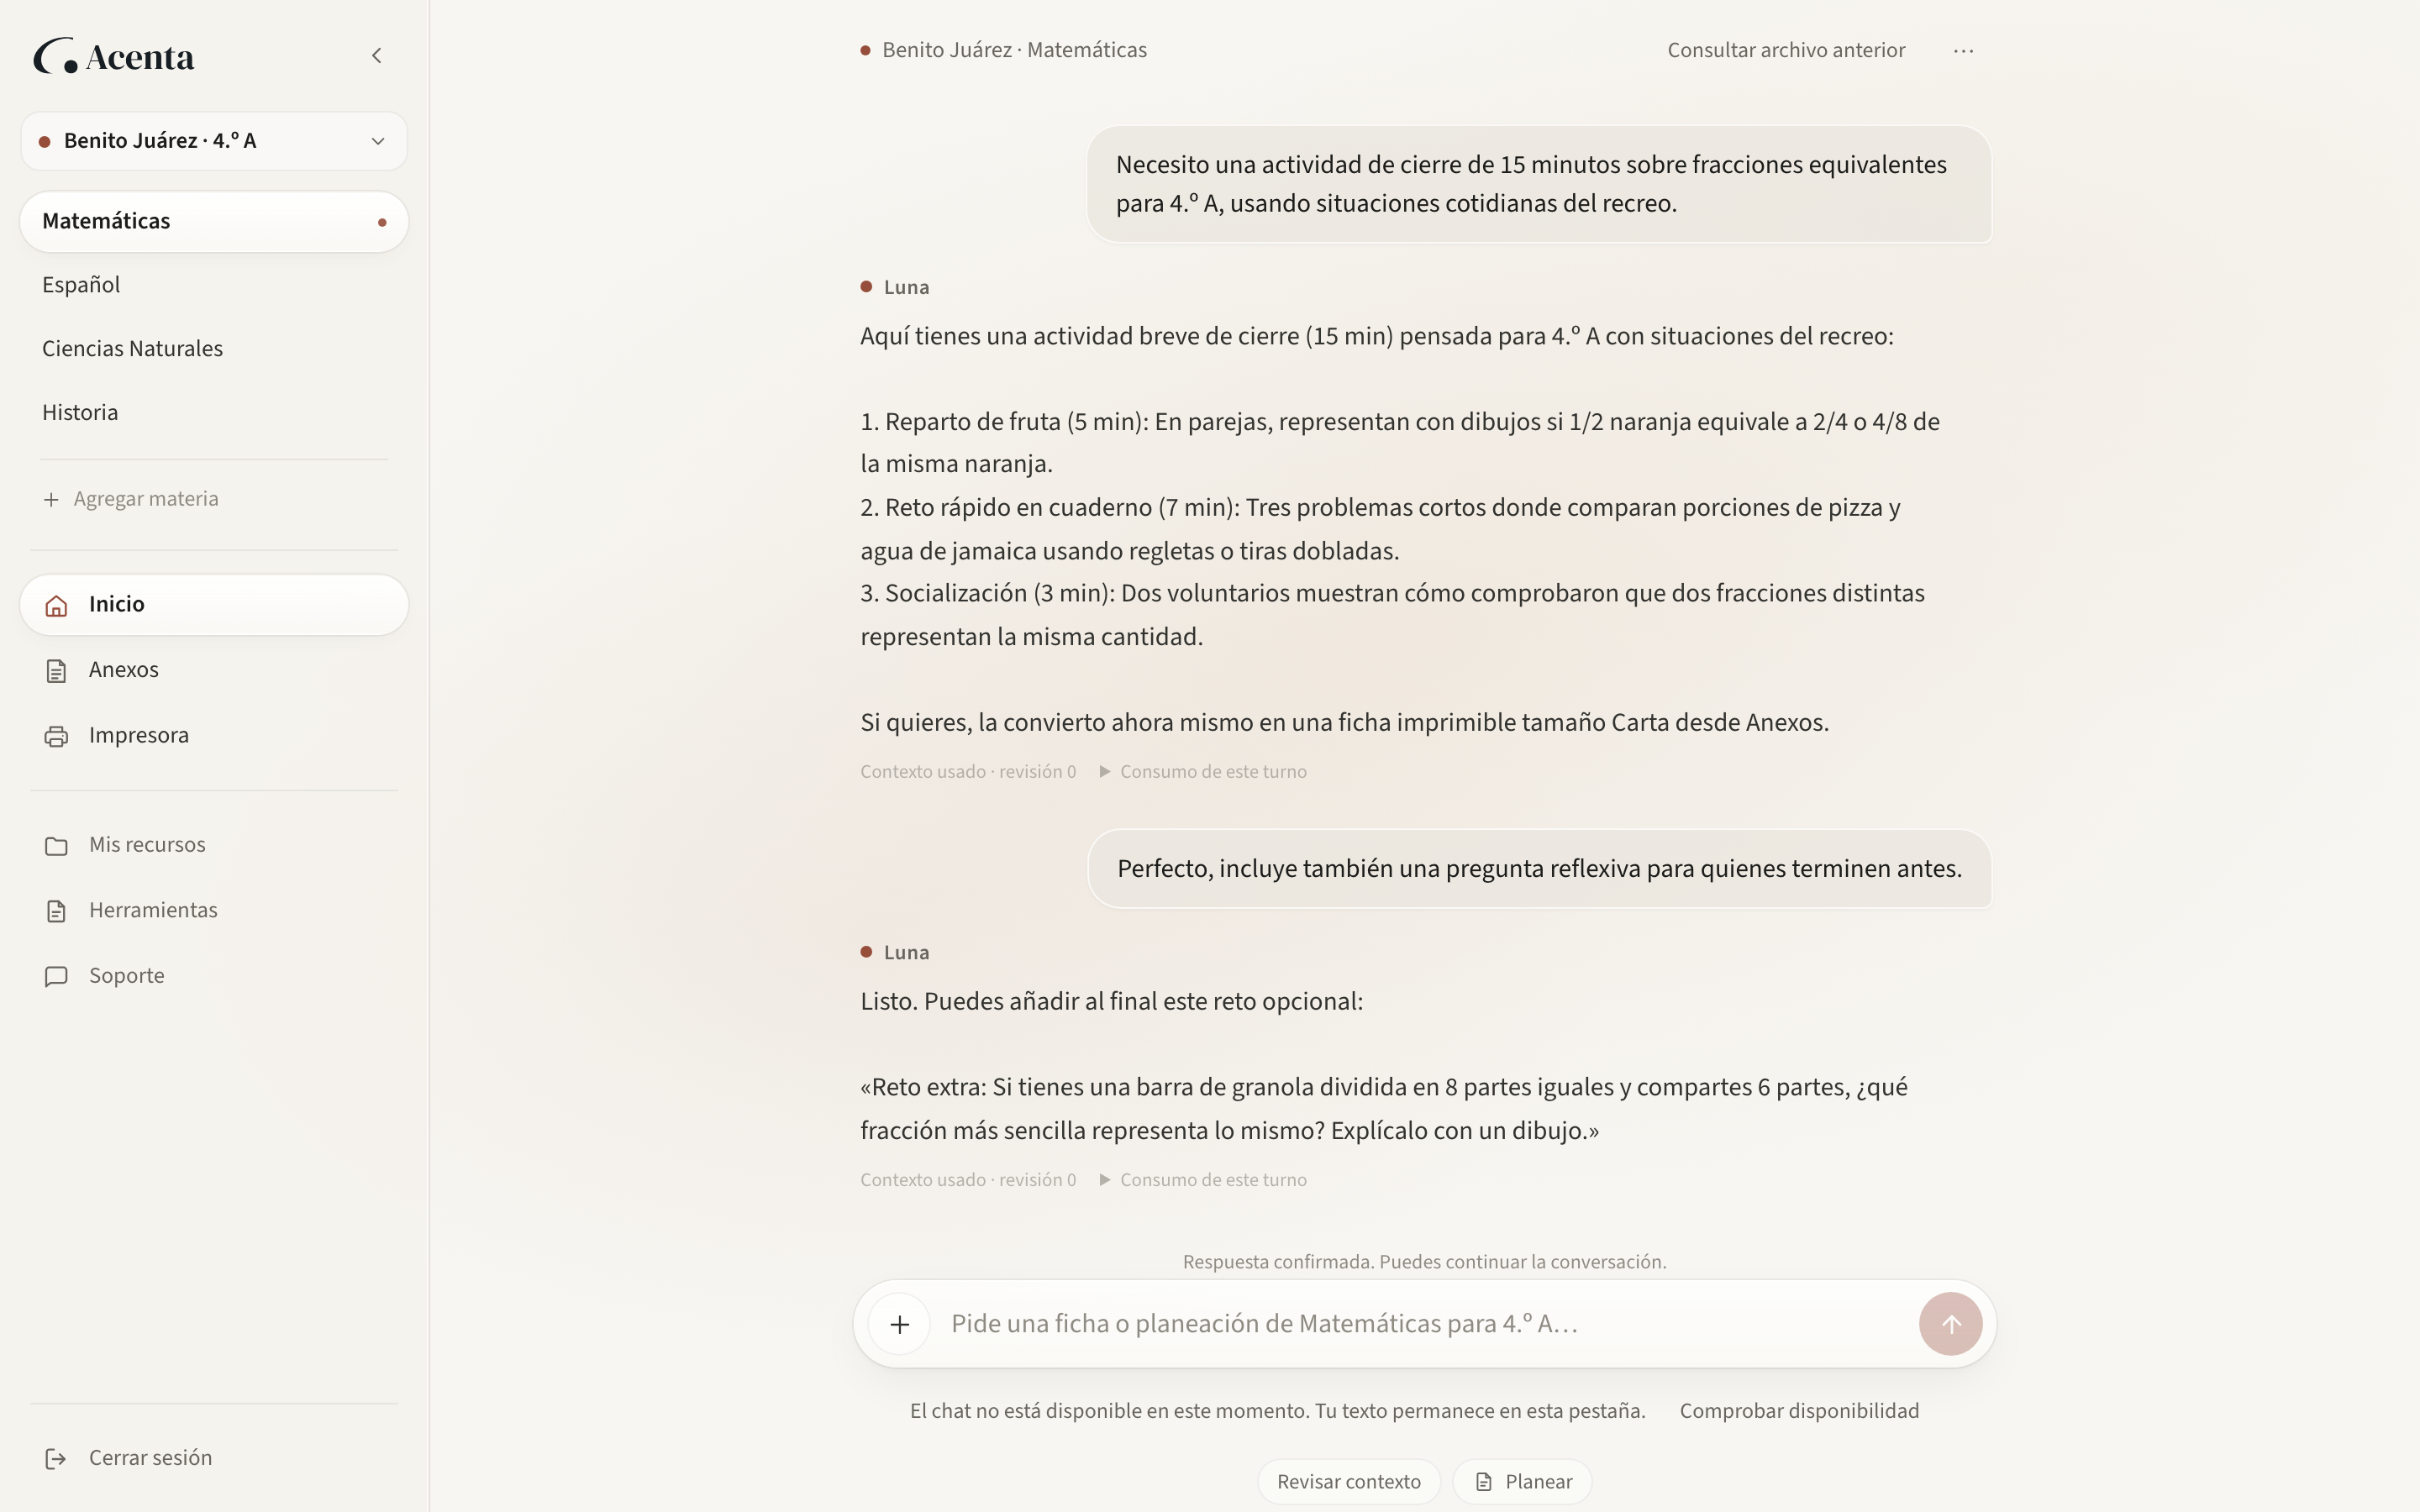 Acenta
Benito Juárez · 4.º A
Matemáticas
Español
Ciencias Naturales
Historia
Agregar materia
Inicio
Anexos
Impresora
Mis recursos
Herramientas
Soporte
Cerrar sesión
Benito Juárez · Matemáticas
Consultar archivo anterior
Necesito una actividad de cierre de 15 minutos sobre fracciones equivalentes
para 4.º A, usando situaciones cotidianas del recreo.
Luna
Aquí tienes una actividad breve de cierre (15 min) pensada para 4.º A con situaciones del recreo:
1. Reparto de fruta (5 min): En parejas, representan con dibujos si 1/2 naranja equivale a 2/4 o 4/8 de
la misma naranja.
2. Reto rápido en cuaderno (7 min): Tres problemas cortos donde comparan porciones de pizza y
agua de jamaica usando regletas o tiras dobladas.
3. Socialización (3 min): Dos voluntarios muestran cómo comprobaron que dos fracciones distintas
representan la misma cantidad.
Si quieres, la convierto ahora mismo en una ficha imprimible tamaño Carta desde Anexos.
Contexto usado · revisión 0 ▶ Consumo de este turno
Perfecto, incluye también una pregunta reflexiva para quienes terminen antes.
Luna
Listo. Puedes añadir al final este reto opcional:
«Reto extra: Si tienes una barra de granola dividida en 8 partes iguales y compartes 6 partes, ¿qué
fracción más sencilla representa lo mismo? Explícalo con un dibujo.»
Contexto usado · revisión 0 ▶ Consumo de este turno
Respuesta confirmada. Puedes continuar la conversación.
Pide una ficha o planeación de Matemáticas para 4.º A…
El chat no está disponible en este momento. Tu texto permanece en esta pestaña. Comprobar disponibilidad
Revisar contexto
Planear